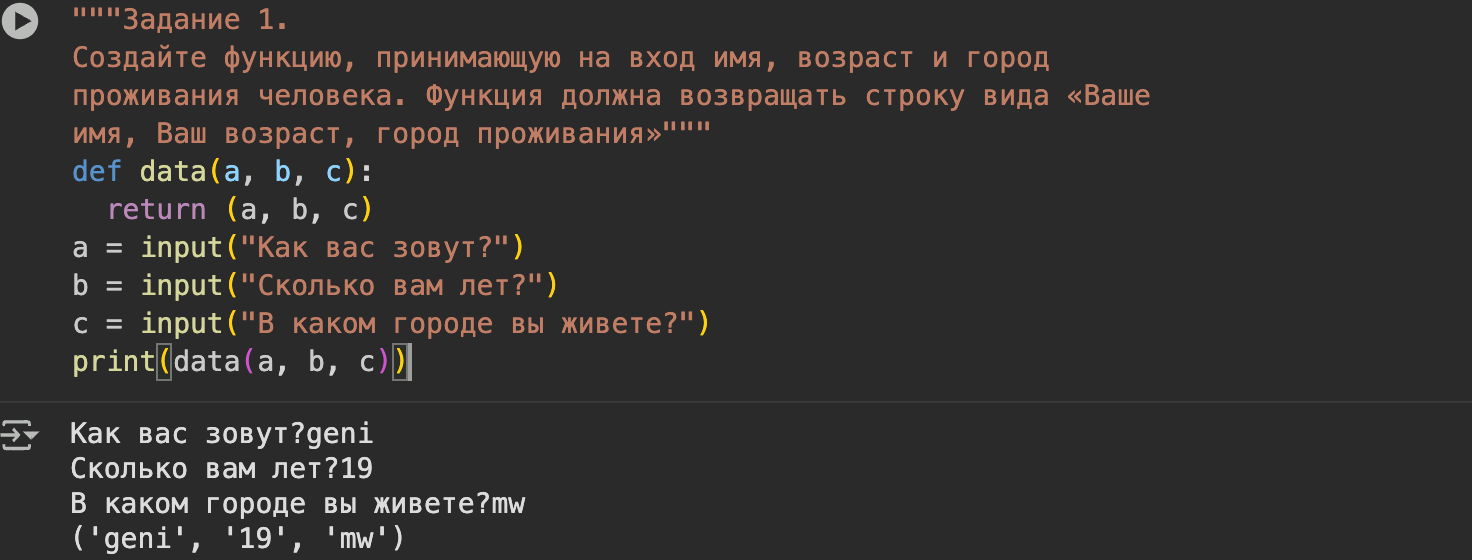 """Задание 1.
Создайте функцию, принимающую на вход имя, возраст и город
проживания человека. Функция должна возвращать строку вида «Ваше
имя, Ваш возраст, город проживания»"""
def data(a, b, c):
  return (a, b, c)
a = input("Как вас зовут?")
b = input("Сколько вам лет?")
c = input("В каком городе вы живете?")
print(data(a, b, c))
Как вас зовут?geni
Сколько вам лет?19
В каком городе вы живете?mw
('geni', '19', 'mw')